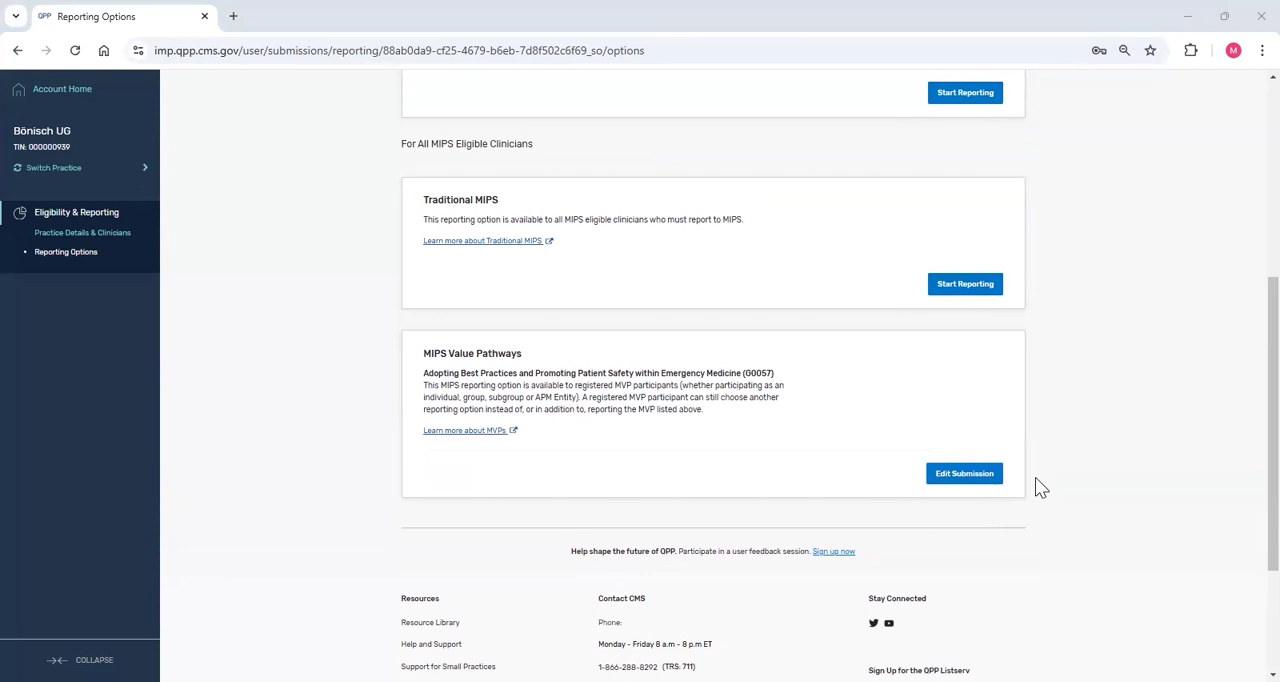 QPP Reporting Options
imp.qpp.cms.gov/user/submissions/reporting/88ab0da9-cf25-4679-b6eb-7d8f502c6f69_so/options
M
Account Home
Bönisch UG
TIN: 000000939
Switch Practice
Eligibility & Reporting
Practice Details & Clinicians
Reporting Options
COLLAPSE
Start Reporting
For All MIPS Eligible Clinicians
Traditional MIPS
This reporting option is available to all MIPS eligible clinicians who must report to MIPS.
Learn more about Traditional MIPS
Start Reporting
MIPS Value Pathways
Adopting Best Practices and Promoting Patient Safety within Emergency Medicine (G0057)
This MIPS reporting option is available to registered MVP participants (whether participating as an
individual, group, subgroup or APM Entity). A registered MVP participant can still choose another
reporting option instead of, or in addition to, reporting the MVP listed above.
Learn more about MVPs
Edit Submission
Help shape the future of QPP. Participate in a user feedback session. Sign up now
Resources
Resource Library
Help and Support
Support for Small Practices
Contact CMS
Phone:
Monday - Friday 8 a.m - 8 p.m ET
1-866-288-8292 (TRS: 711)
Stay Connected
Sign Up for the QPP Listserv